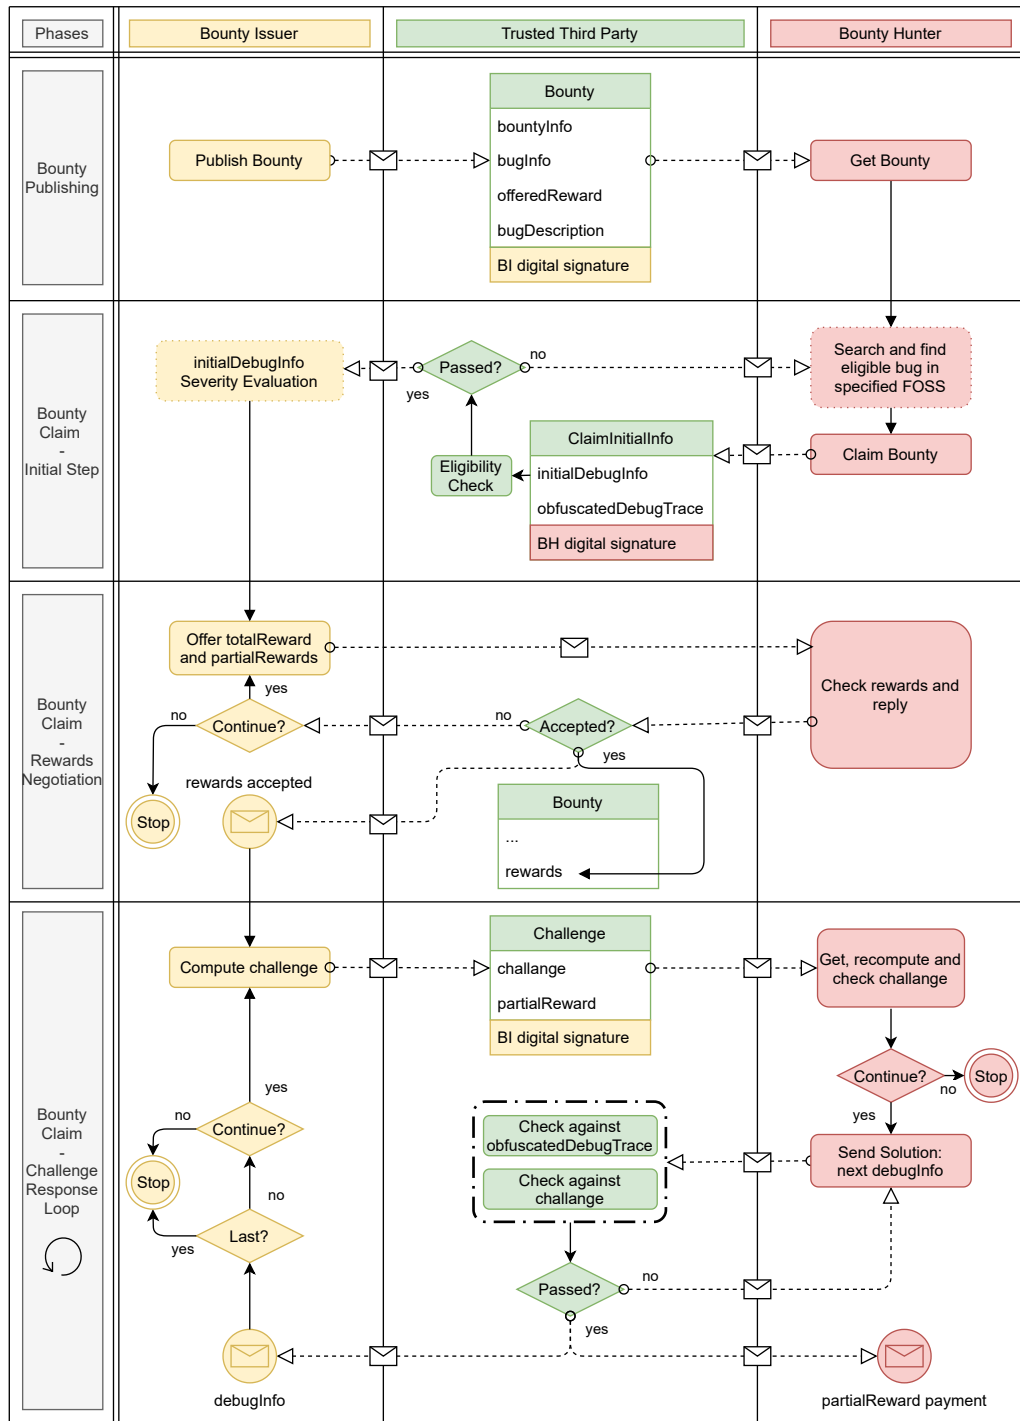 Phases
Bounty Issuer
Trusted Third Party
Bounty Hunter
Bounty
Publishing
Publish Bounty
Bounty
bountyInfo
bugInfo
offeredReward
bugDescription
BI digital signature
Get Bounty
Bounty
Claim
-
Initial Step
initialDebugInfo
Severity Evaluation
Passed?
yes
no
Search and find
eligible bug in
specified FOSS
Eligibility
Check
ClaimInitialInfo
initialDebugInfo
obfuscatedDebugTrace
BH digital signature
Claim Bounty
Bounty
Claim
-
Rewards
Negotiation
Offer totalReward
and partialRewards
yes
Continue?
no
Stop
rewards accepted
Accepted?
no
yes
Bounty
...
rewards
Check rewards and
reply
Bounty
Claim
-
Challenge
Response
Loop
Compute challenge
Challenge
challange
partialReward
BI digital signature
Get, recompute and
check challange
Continue?
no
Stop
yes
Send Solution:
next debugInfo
yes
Continue?
no
Stop
no
Last?
yes
Check against
obfuscatedDebugTrace
Check against
challange
Passed?
no
yes
debugInfo
partialReward payment